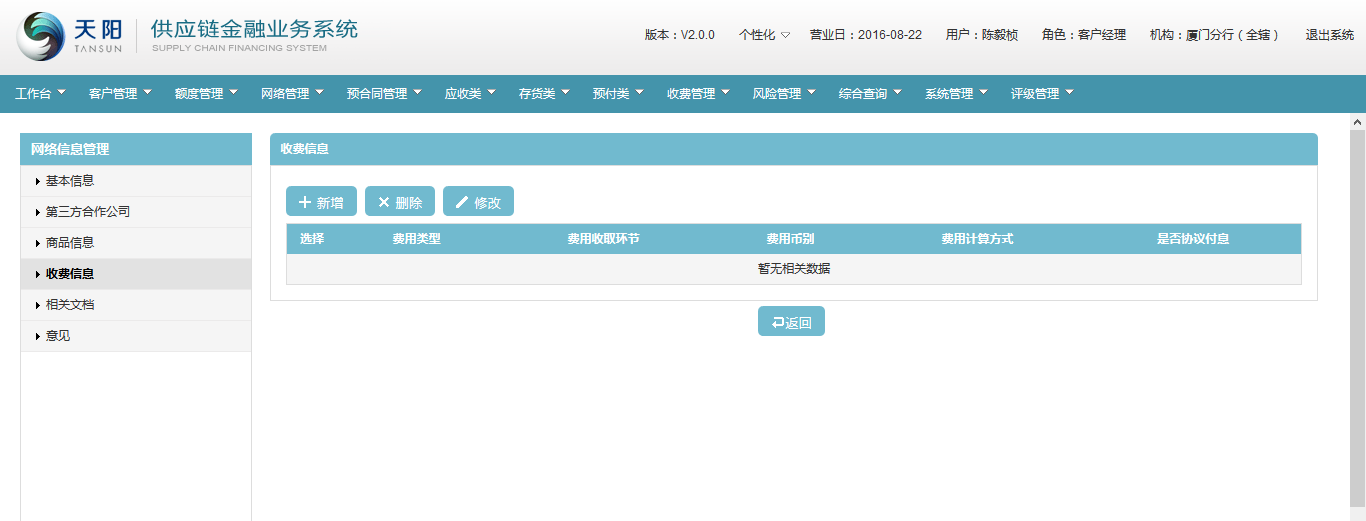 天阳
TANSUN
供应链金融业务系统
SUPPLY CHAIN FINANCING SYSTEM
版本：V2.0.0 个性化 营业日：2016-08-22 用户：陈毅桢 角色：客户经理 机构：厦门分行（全辖） 退出系统
工作台 客户管理 额度管理 网络管理 预合同管理 应收类 存货类 预付类 收费管理 风险管理 综合查询 系统管理 评级管理
网络信息管理
基本信息
第三方合作公司
商品信息
收费信息
相关文档
意见
收费信息
新增 删除 修改
选择 费用类型 费用收取环节 费用币别 费用计算方式 是否协议付息
暂无相关数据
返回